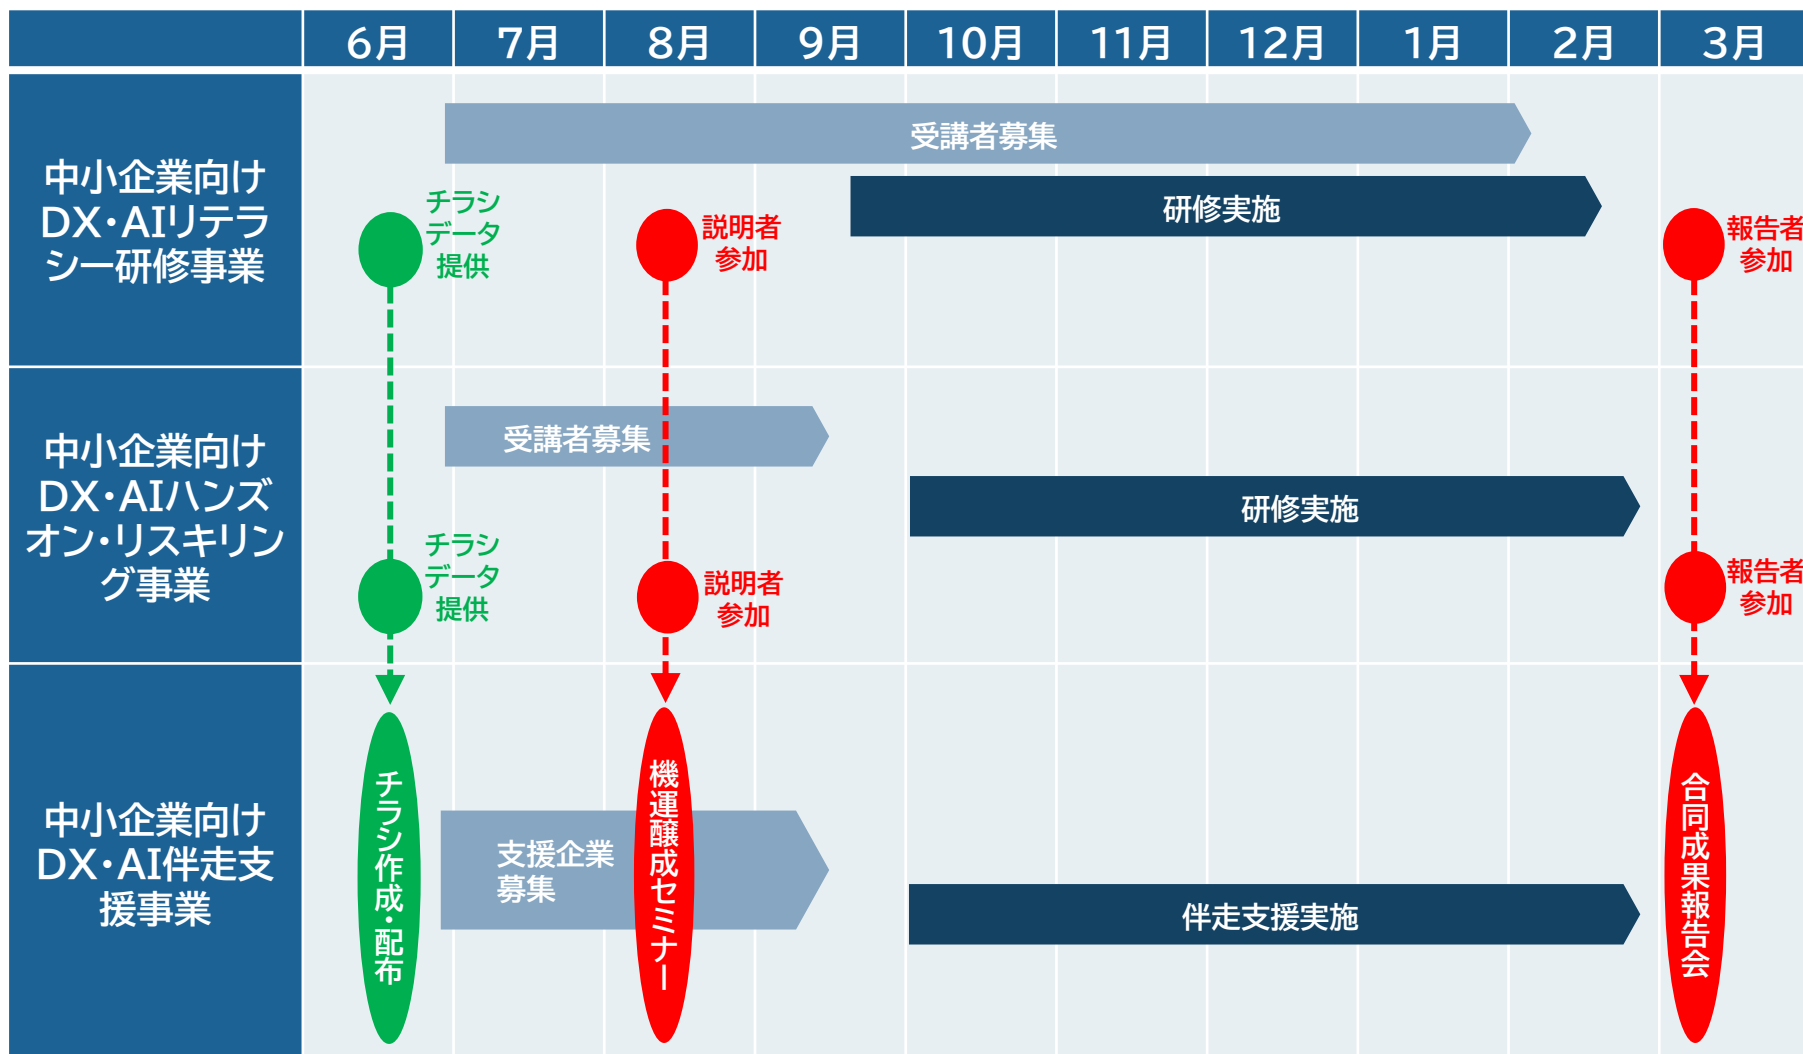 6月
7月
8月
9月
10月
11月
12月
1月
2月
3月
中小企業向け
DX・AIリテラ
シー研修事業
受講者募集
研修実施
チラシ
データ
提供
説明者
参加
報告者
参加
中小企業向け
DX・AIハンズ
オン・リスキリン
グ事業
受講者募集
研修実施
チラシ
データ
提供
説明者
参加
報告者
参加
中小企業向け
DX・AI伴走支
援事業
チラシ作成・配布
支援企業
募集
機運醸成セミナー
伴走支援実施
合同成果報告会